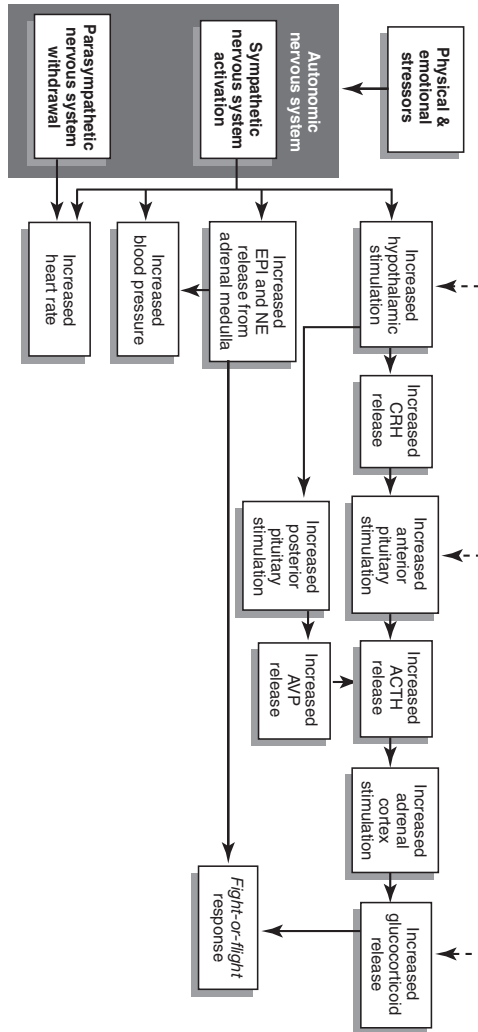 Physical &
emotional
stressors
Autonomic
nervous system
Sympathetic
nervous system
activation
Parasympathetic
nervous system
withdrawal
Increased
hypothalamic
stimulation
Increased
CRH
release
Increased
anterior
pituitary
stimulation
Increased
ACTH
release
Increased
adrenal
cortex
stimulation
Increased
glucocorticoid
release
Increased
posterior
pituitary
stimulation
Increased
AVP
release
Increased
EPI and NE
release from
adrenal medulla
Increased
blood pressure
Increased
heart rate
Fight-or-flight
response